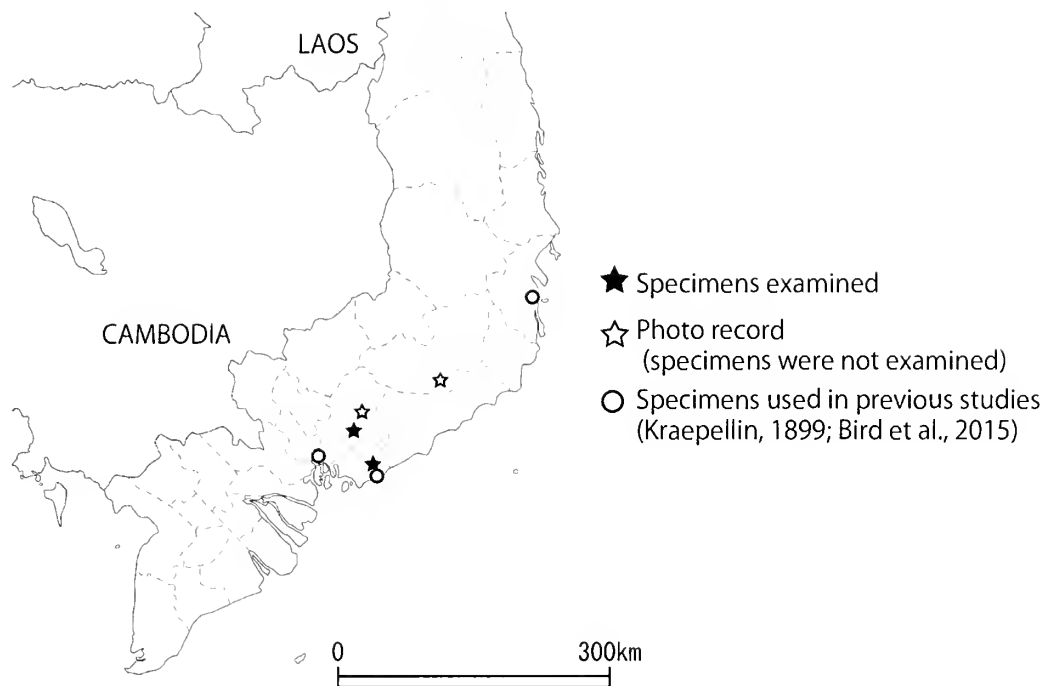 LAOS
CAMBODIA
Specimens examined
Photo record
(specimens were not examined)
Specimens used in previous studies
(Kraepellin, 1899; Bird et al., 2015)
0 300km